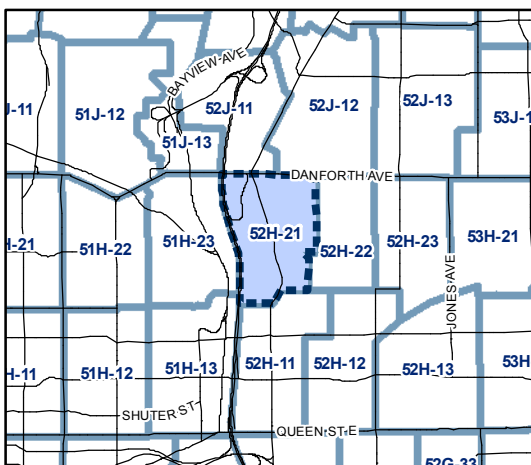 BAYVIEW AVE
J-11
51J-12
52J-11
52J-12
52J-13
53J-1
51J-13
DANFORTH AVE
H-21
51H-22
51H-23
52H-21
52H-22
52H-23
53H-21
JONES AVE
H-11
51H-12
51H-13
52H-11
52H-12
52H-13
53H
SHUTER ST
QUEEN ST E
52G-33